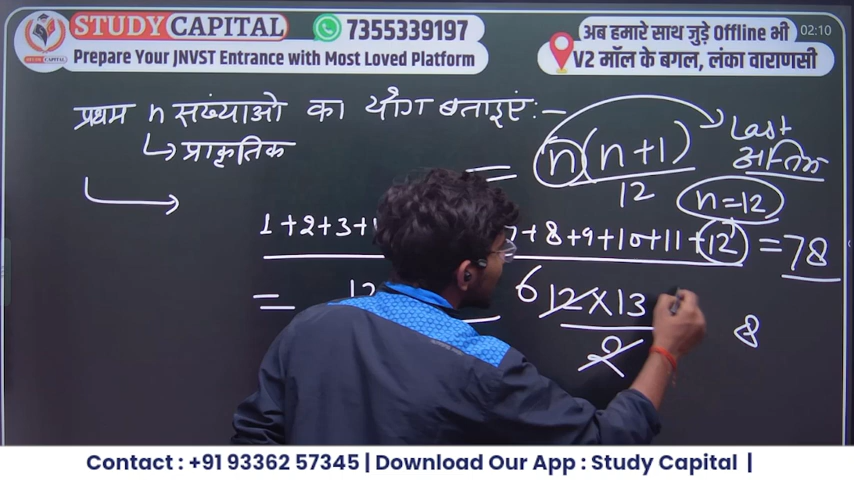 STUDY CAPITAL
7355339197
Prepare Your JNVST Entrance with Most Loved Platform
अब हमारे साथ जुड़े Offline भी
V2 मॉल के बगल, लंका वाराणसी
02:10
प्रथम n संख्याओ का योग बताइएं:-
प्राकृतिक
= n(n+1)
12
Last
अंतिम
n=12
1+2+3+
+8+9+10+11+12 = 78
=
12
6 12×13
2
8
Contact : +91 93362 57345 | Download Our App : Study Capital |